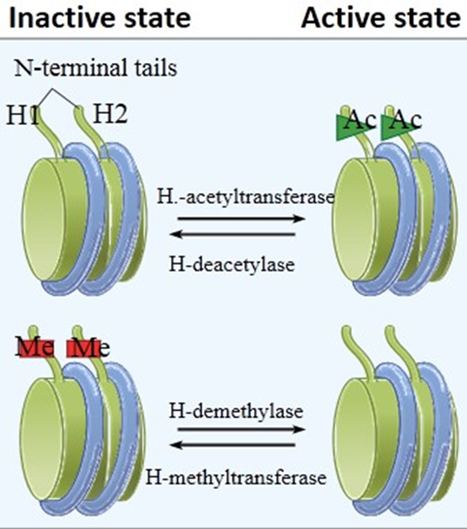 Inactive state
Active state
N-terminal tails
H1
H2
Ac
Ac
H.-acetyltransferase
H-deacetylase
Me
Me
H-demethylase
H-methyltransferase